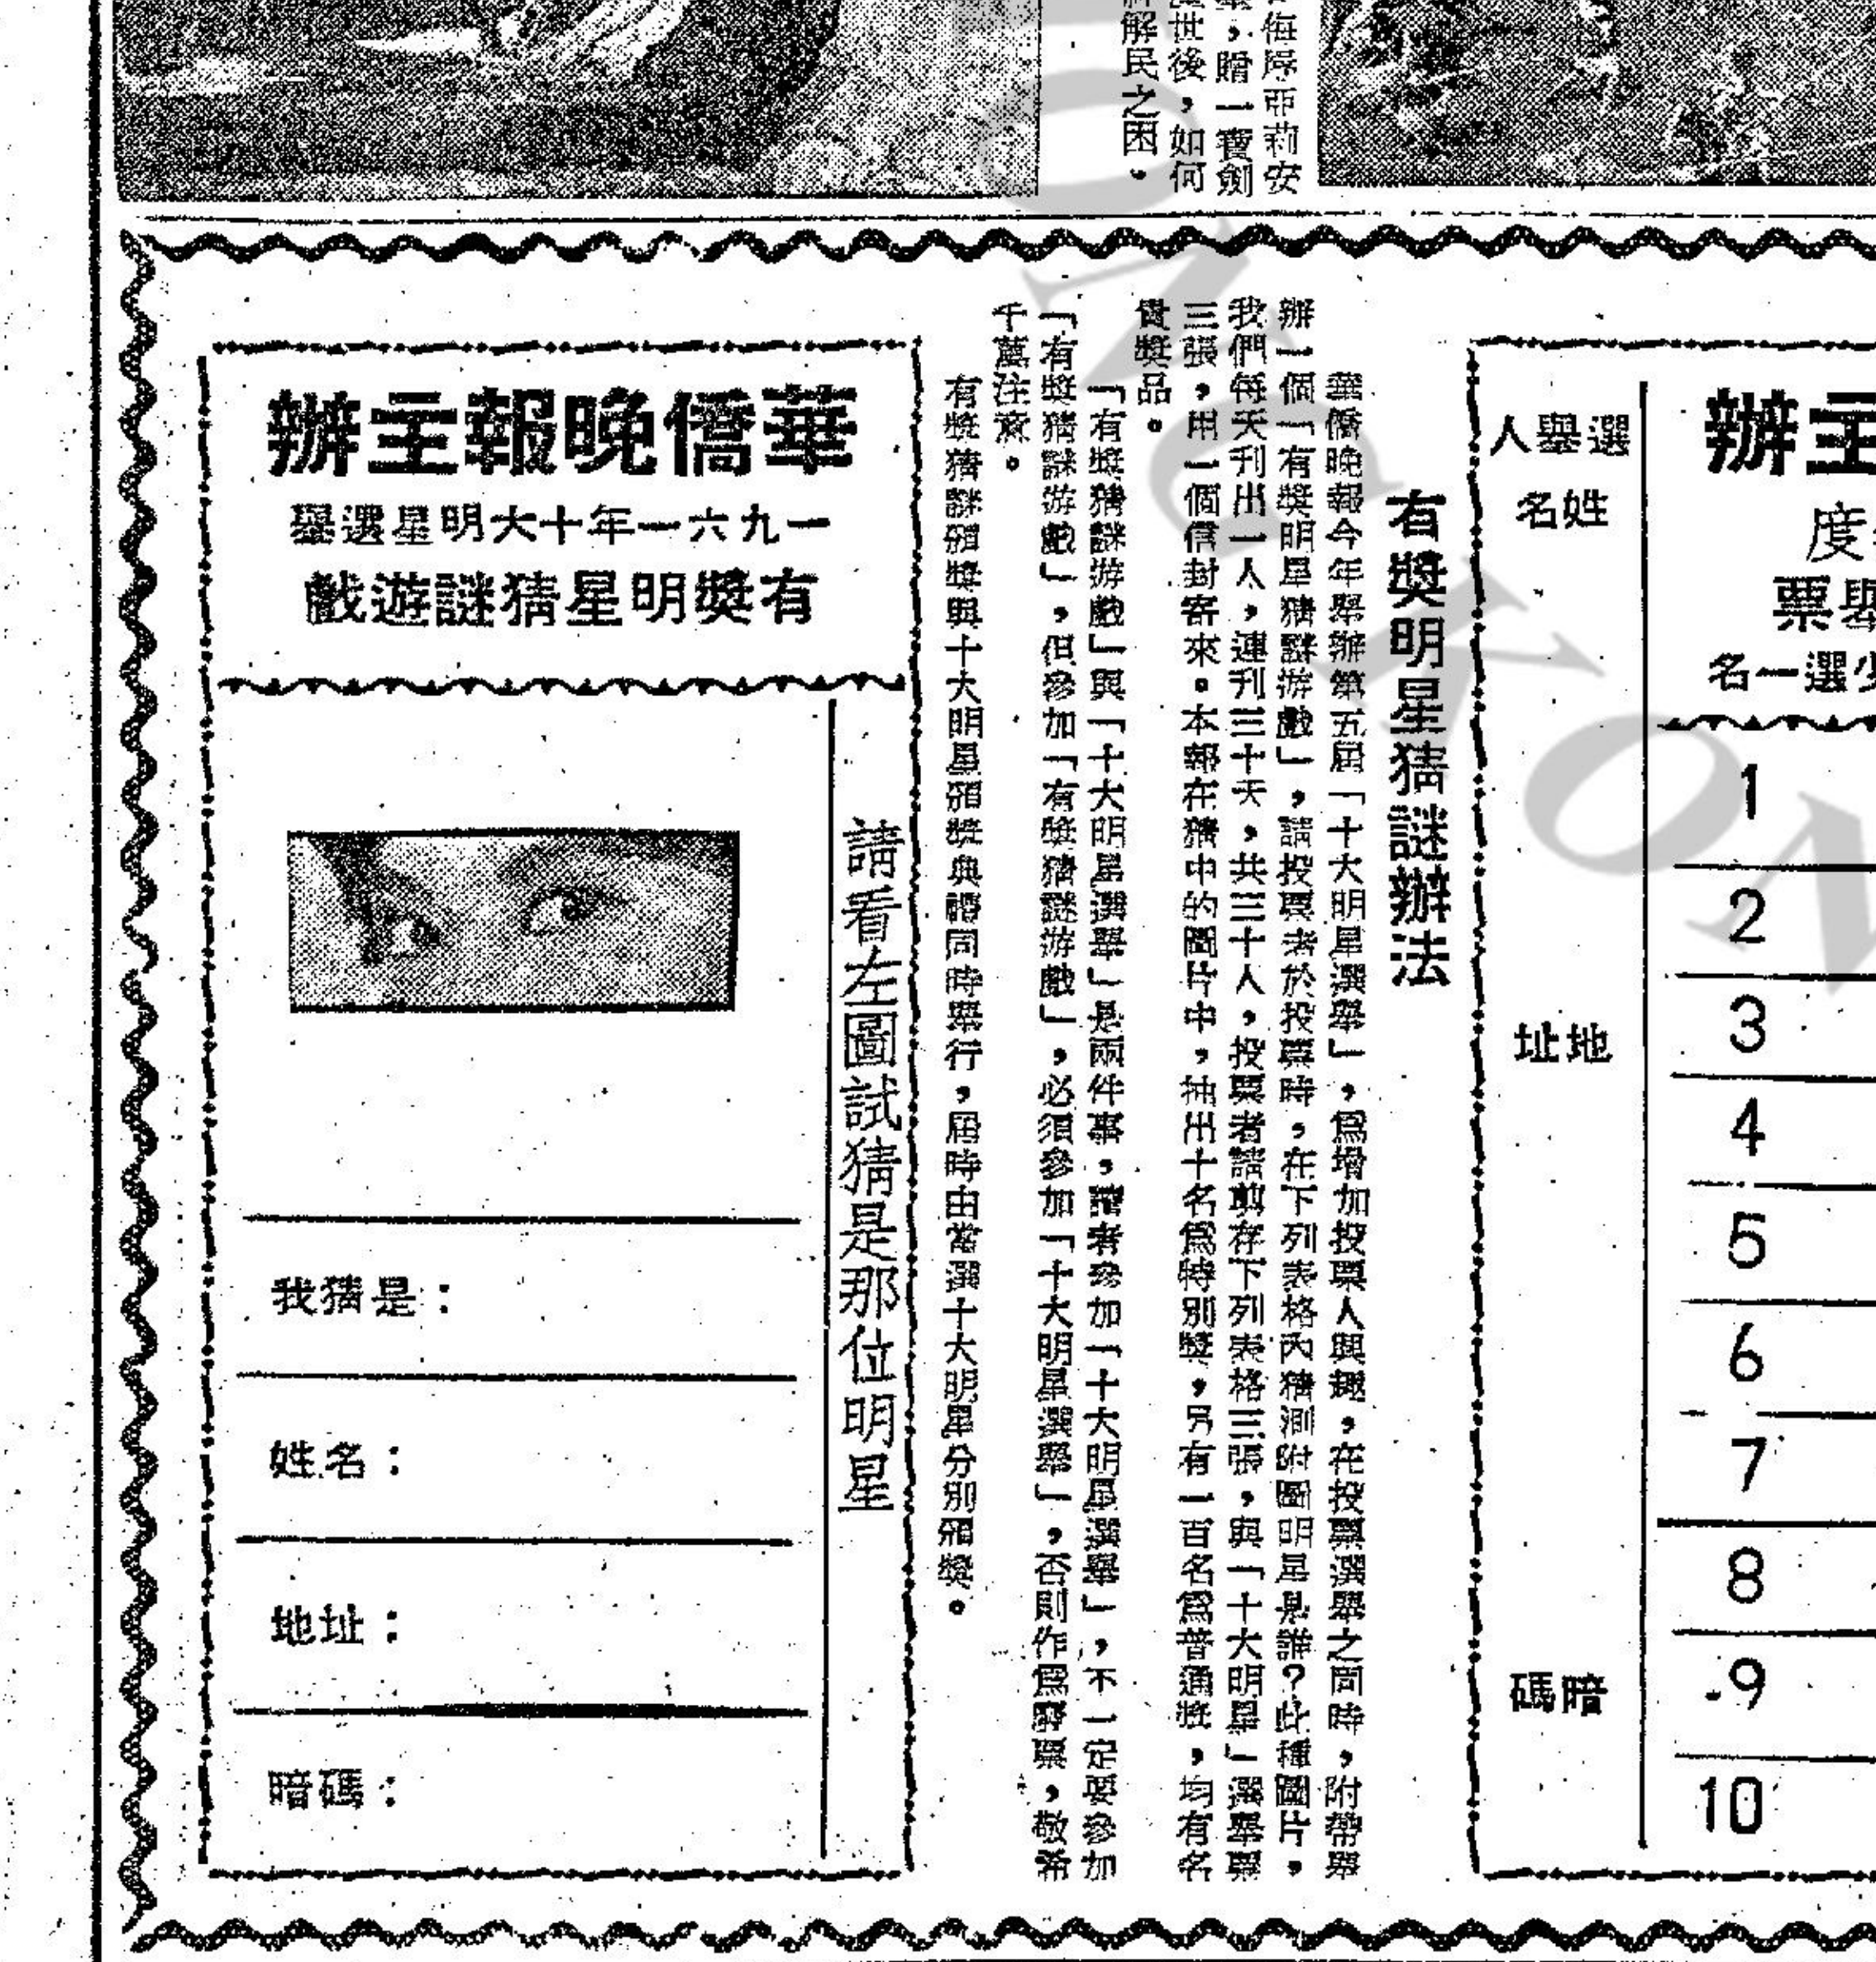 侮辱亞莉安
，贈一寶劍
世後，如何
解民之困，
主辦
票
選少一名
選舉人
姓名
地址
暗碼
1
2
3
4
5
6
7
8
9
10
有獎明星猜謎辦法
華僑晚報今年舉辦第五屆「十大明星選舉」，爲增加投票人興趣，在投票選舉之同時，附帶舉
辦一個「有獎明星猜謎游戲」，請投票者於投票時，在下列表格內猜測附圖明星是誰？此種圖片，
我們每天刊出一人，連刊三十天，共三十人，投票者請剪存下列表格三張，與「十大明星」選舉票
三張，用一個信封寄來。本報在猜中的圖片中，抽出十名爲特別獎，另有一百名爲普通獎，均有名
貴獎品。
「有獎猜謎游戲」與「十大明星選舉」是兩件事，讀者參加「十大明星選舉」，不一定要參加
「有獎猜謎游戲」，但參加「有獎猜謎游戲」，必須參加「十大明星選舉」，否則作爲廢票，敬希
千萬注意。
有獎猜謎頒獎與十大明星頒獎典禮同時舉行，屆時由當選十大明星分別頒獎。
華僑晚報主辦
一九六一年十大明星選舉
有獎明星猜謎遊戲
請看左圖試猜是那位明星
我猜是：
姓名：
地址：
暗碼：